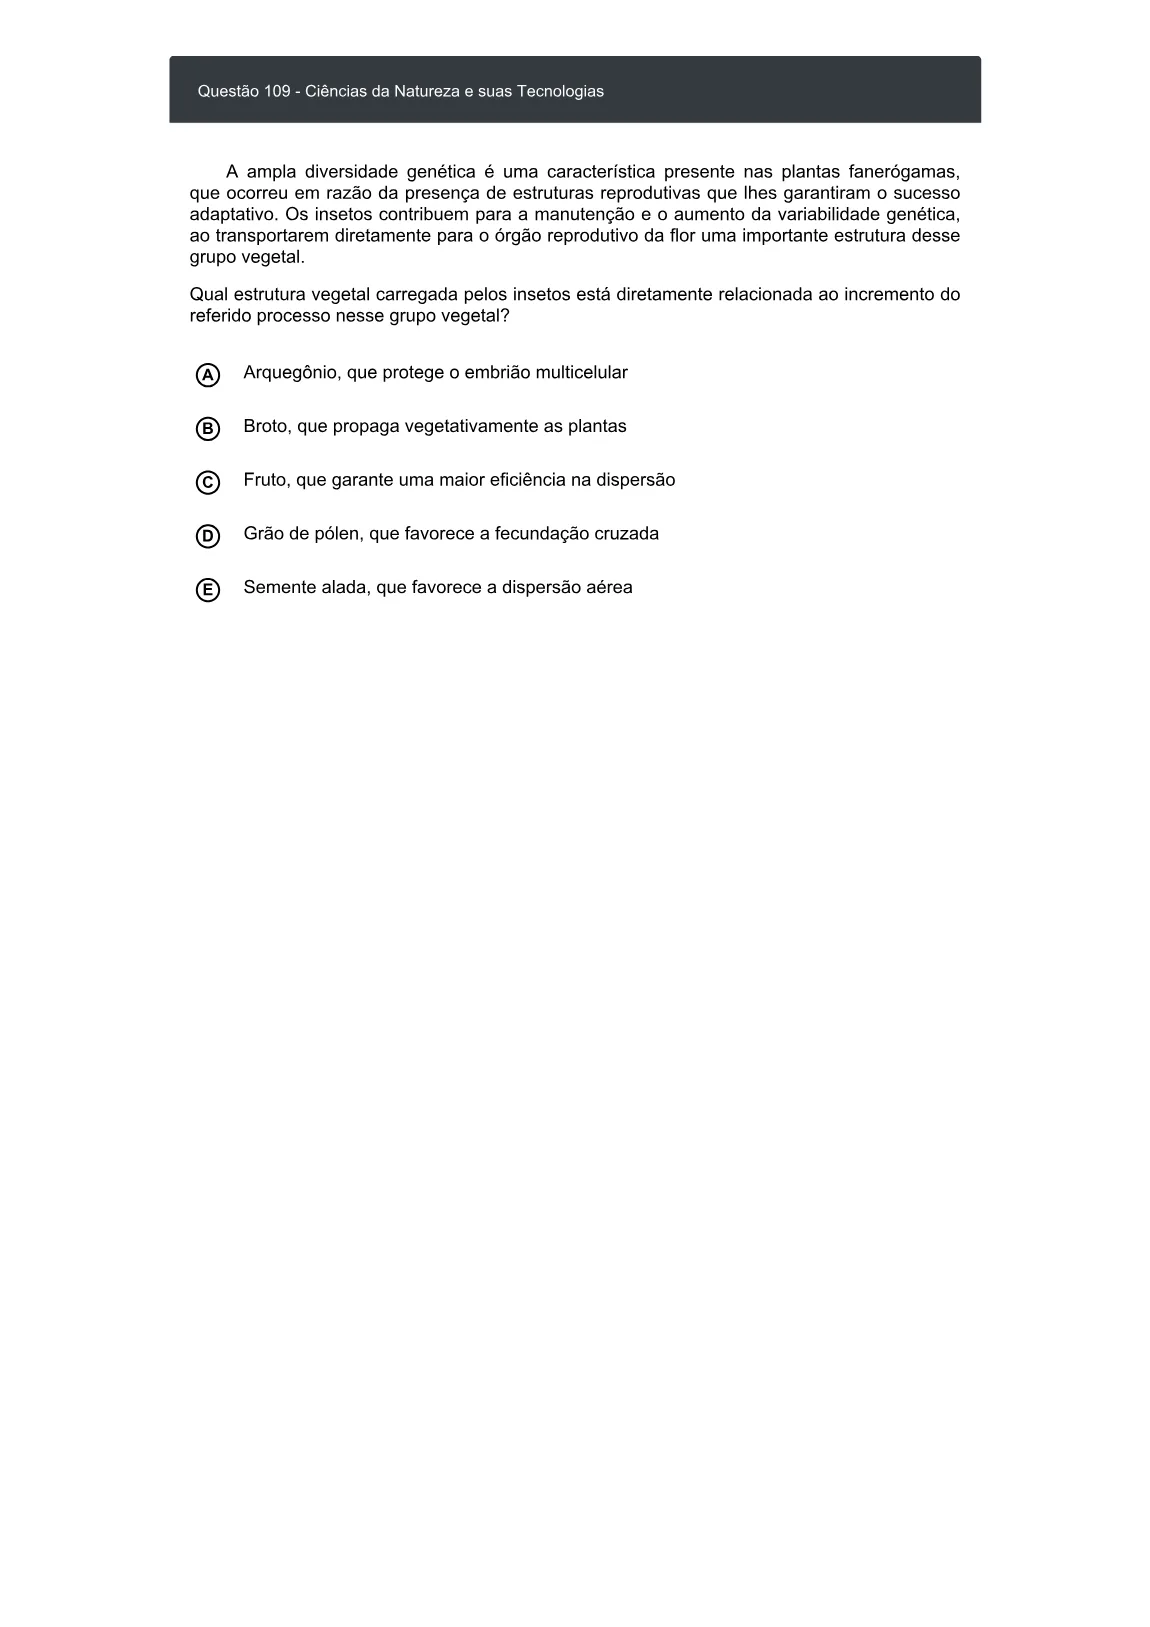 Questão 109 - Ciências da Natureza e suas Tecnologias
A ampla diversidade genética é uma característica presente nas plantas fanerógamas,
que ocorreu em razão da presença de estruturas reprodutivas que lhes garantiram o sucesso
adaptativo. Os insetos contribuem para a manutenção e o aumento da variabilidade genética,
ao transportarem diretamente para o órgão reprodutivo da flor uma importante estrutura desse
grupo vegetal.
Qual estrutura vegetal carregada pelos insetos está diretamente relacionada ao incremento do
referido processo nesse grupo vegetal?
A Arquegônio, que protege o embrião multicelular
B Broto, que propaga vegetativamente as plantas
C Fruto, que garante uma maior eficiência na dispersão
D Grão de pólen, que favorece a fecundação cruzada
E Semente alada, que favorece a dispersão aérea